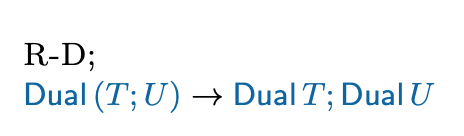 R-D;
Dual (T; U) → Dual T; Dual U